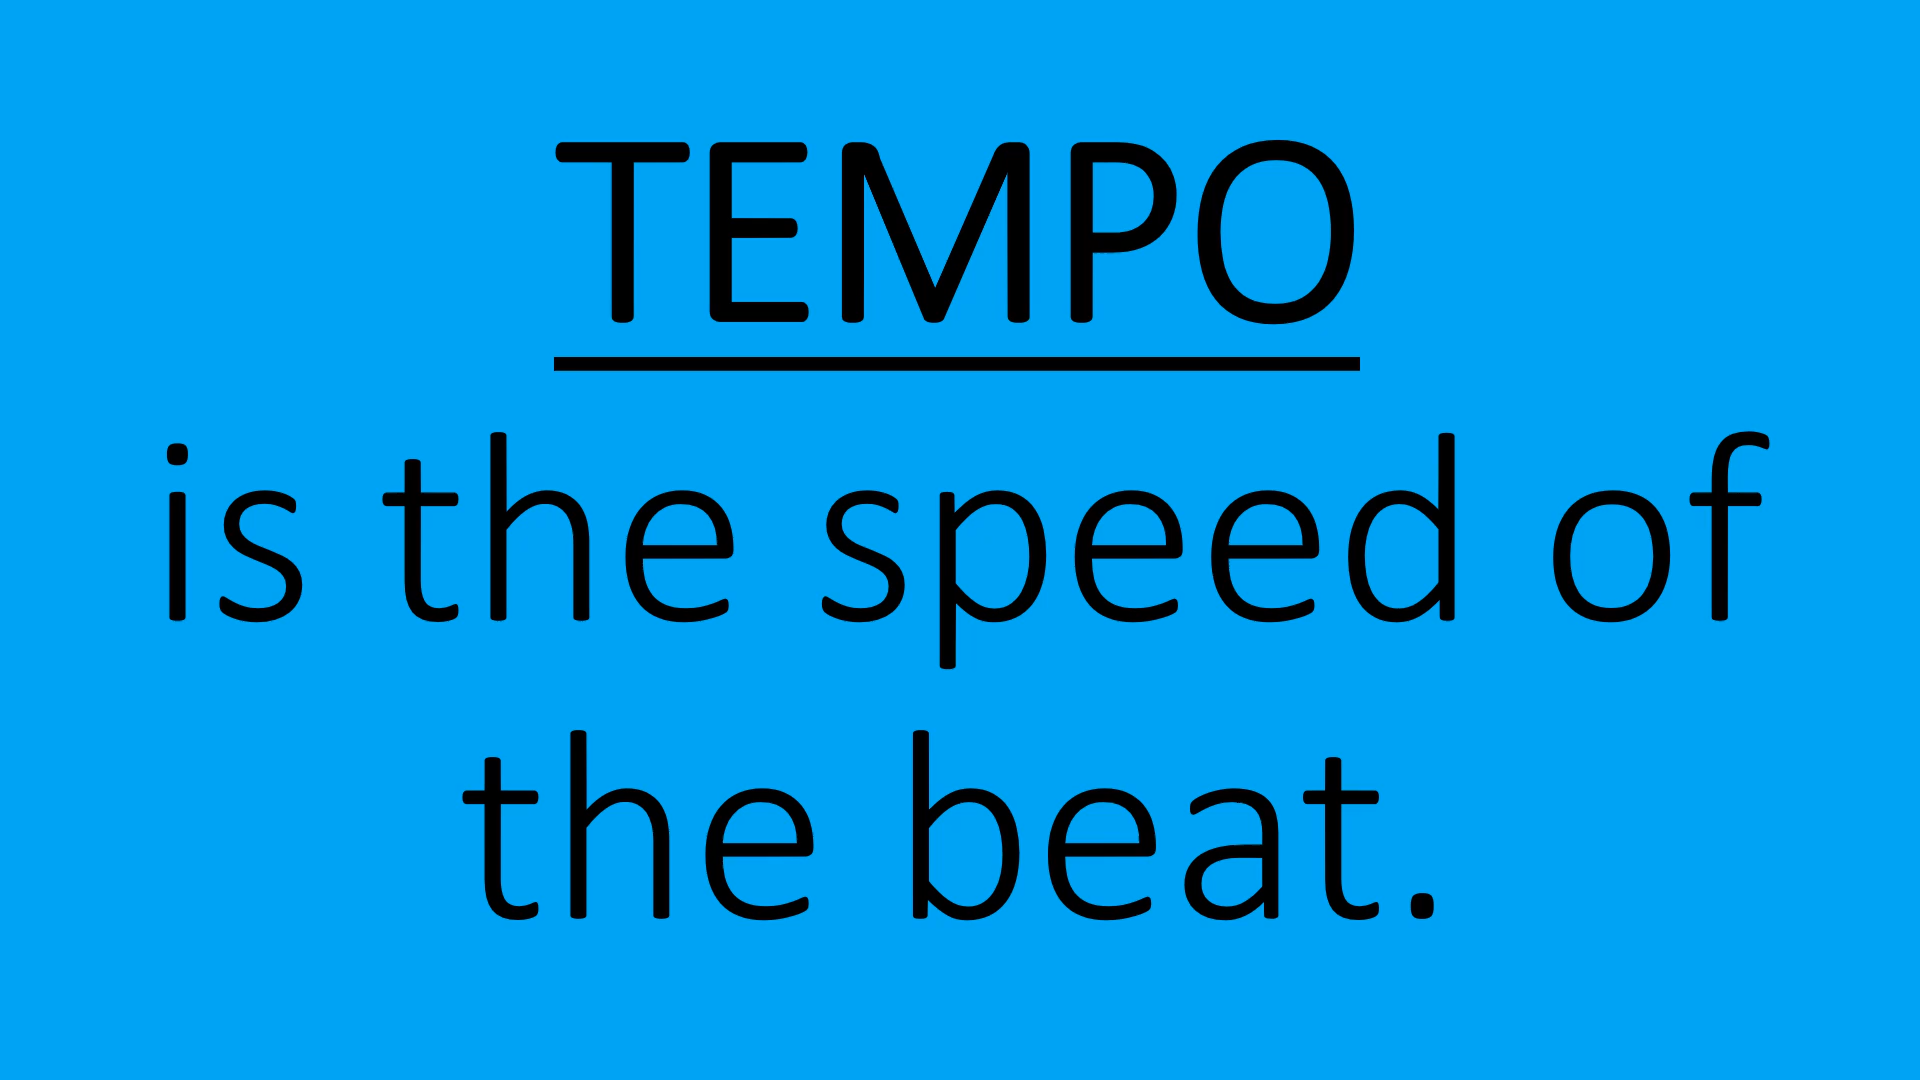 TEMPO
is the speed of
the beat.